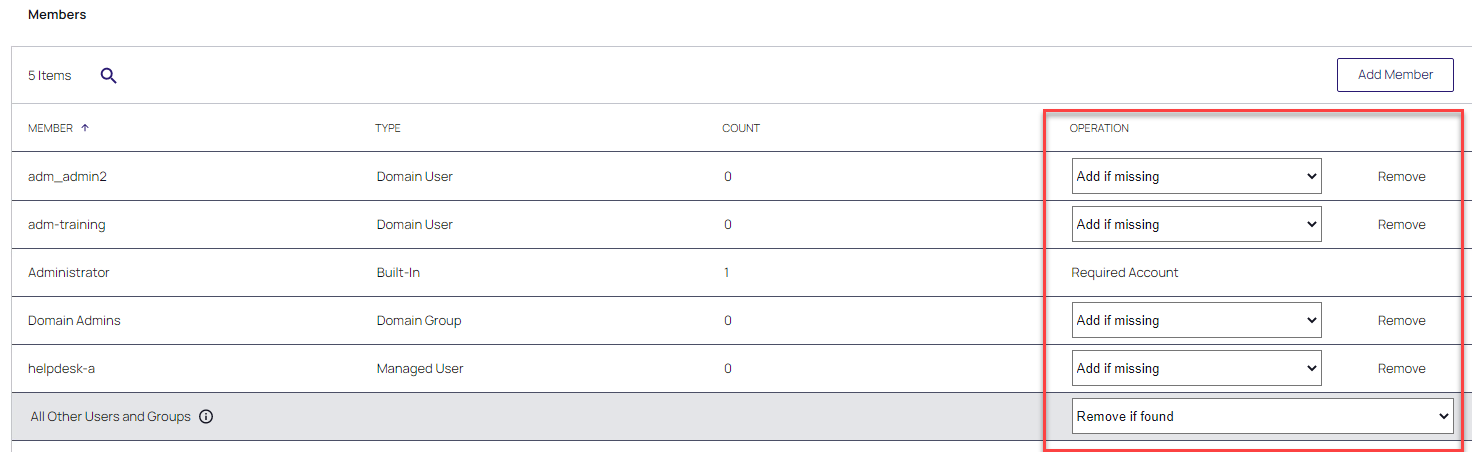 Members
5 Items
Add Member
MEMBER TYPE COUNT OPERATION
adm_admin2 Domain User 0 Add if missing Remove
adm-training Domain User 0 Add if missing Remove
Administrator Built-In 1 Required Account
Domain Admins Domain Group 0 Add if missing Remove
helpdesk-a Managed User 0 Add if missing Remove
All Other Users and Groups Remove if found